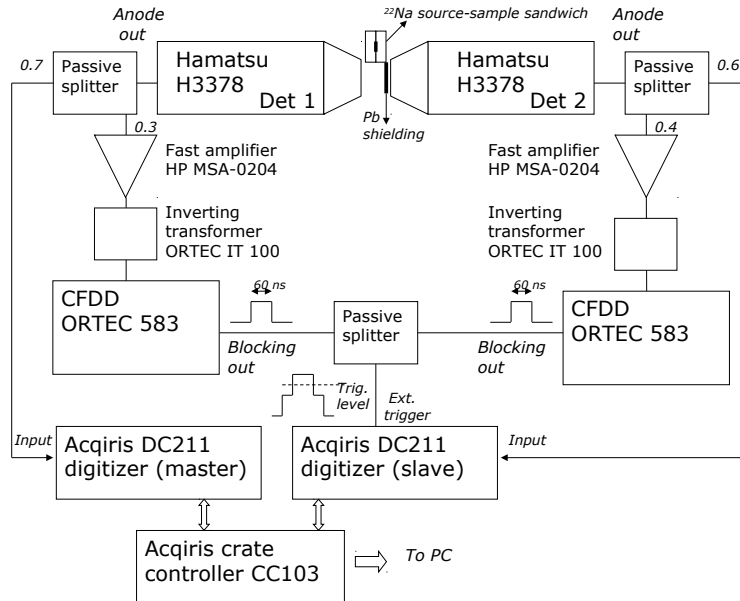 Anode
out
²²Na source-sample sandwich
Anode
out
0.7
Passive
splitter
Hamatsu
H3378
Det 1
Hamatsu
H3378
Det 2
Passive
splitter
0.6
Pb
shielding
0.3
0.4
Fast amplifier
HP MSA-0204
Fast amplifier
HP MSA-0204
Inverting
transformer
ORTEC IT 100
Inverting
transformer
ORTEC IT 100
CFDD
ORTEC 583
60 ns
Passive
splitter
60 ns
CFDD
ORTEC 583
Blocking
out
Blocking
out
Trig.
level
Ext.
trigger
Input
Acqiris DC211
digitizer (master)
Acqiris DC211
digitizer (slave)
Input
Acqiris crate
controller CC103
To PC